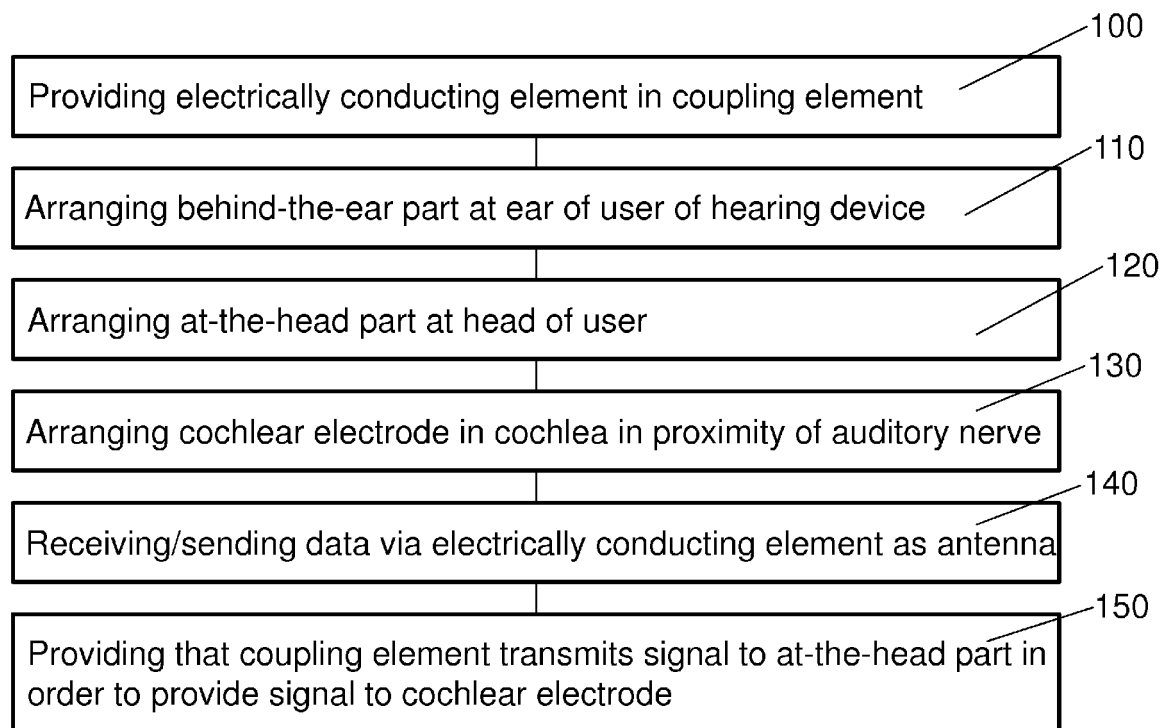 100
Providing electrically conducting element in coupling element
110
Arranging behind-the-ear part at ear of user of hearing device
120
Arranging at-the-head part at head of user
130
Arranging cochlear electrode in cochlea in proximity of auditory nerve
140
Receiving/sending data via electrically conducting element as antenna
150
Providing that coupling element transmits signal to at-the-head part in
order to provide signal to cochlear electrode